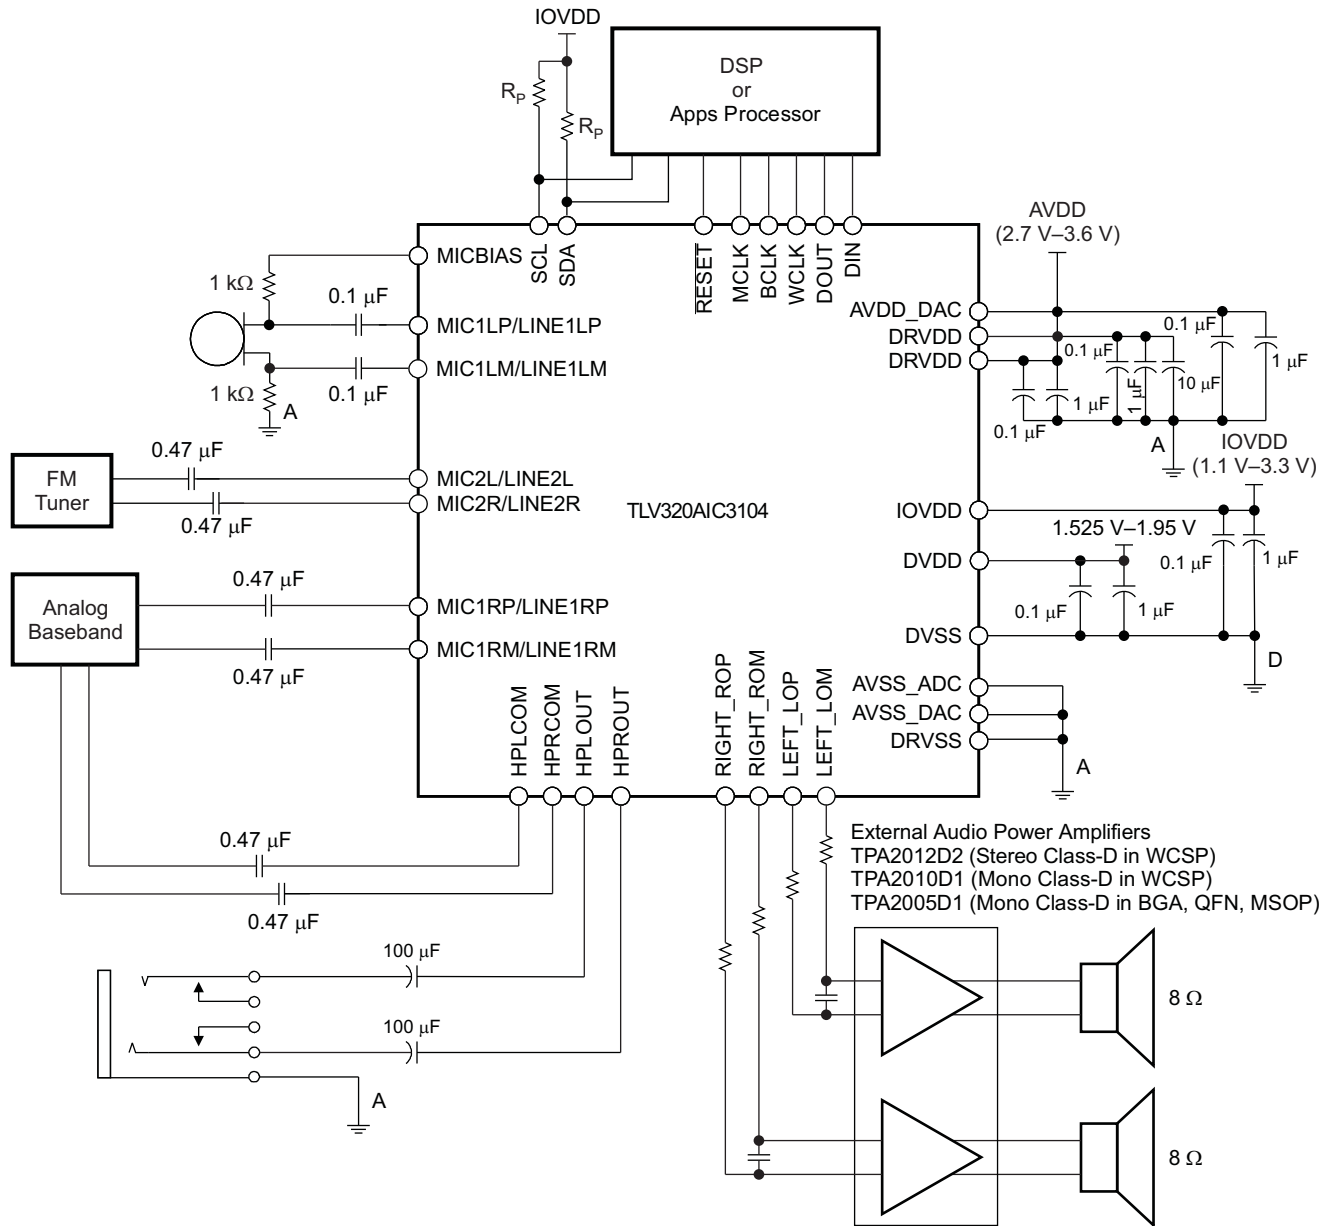 IOVDD
DSP
or
Apps Processor
R_P
R_P
AVDD
(2.7 V–3.6 V)
MICBIAS
SCL
SDA
RESET
MCLK
BCLK
WCLK
DOUT
DIN
1 kΩ
0.1 μF
MIC1LP/LINE1LP
MIC1LM/LINE1LM
1 kΩ
0.1 μF
A
AVDD_DAC
DRVDD
DRVDD
0.1 μF
0.1 μF
1 μF
10 μF
1 μF
1 μF
0.1 μF
A
IOVDD
(1.1 V–3.3 V)
0.47 μF
FM
Tuner
MIC2L/LINE2L
MIC2R/LINE2R
0.47 μF
TLV320AIC3104
IOVDD
1.525 V–1.95 V
DVDD
0.1 μF
1 μF
0.1 μF
1 μF
DVSS
D
0.47 μF
Analog
Baseband
MIC1RP/LINE1RP
MIC1RM/LINE1RM
0.47 μF
AVSS_ADC
AVSS_DAC
DRVSS
A
HPLCOM
HPRCOM
HPLOUT
HPROUT
RIGHT_ROP
RIGHT_ROM
LEFT_LOP
LEFT_LOM
0.47 μF
0.47 μF
External Audio Power Amplifiers
TPA2012D2 (Stereo Class-D in WCSP)
TPA2010D1 (Mono Class-D in WCSP)
TPA2005D1 (Mono Class-D in BGA, QFN, MSOP)
100 μF
100 μF
A
8 Ω
8 Ω